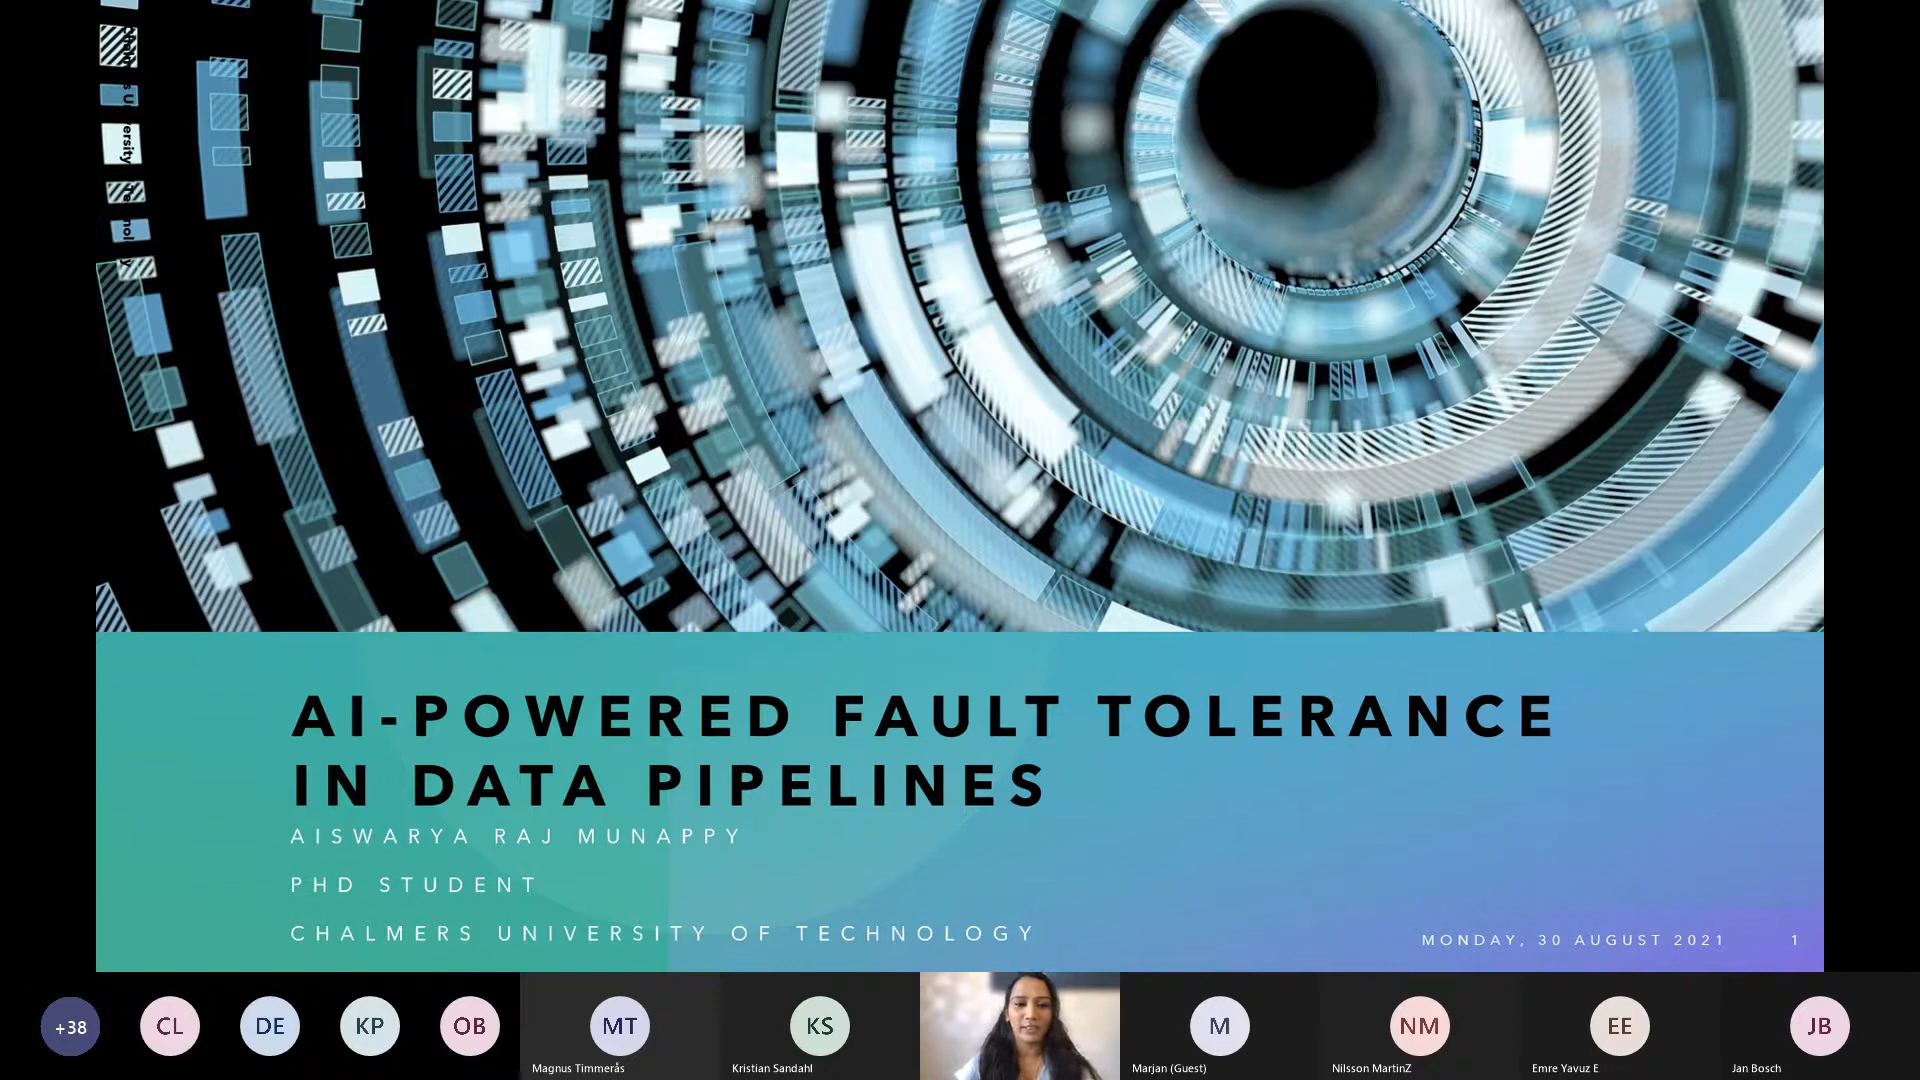 AI-POWERED FAULT TOLERANCE
IN DATA PIPELINES
AISWARYA RAJ MUNAPPY
PHD STUDENT
CHALMERS UNIVERSITY OF TECHNOLOGY
MONDAY, 30 AUGUST 2021
1
+38
CL
DE
KP
OB
MT
KS
M
NM
EE
JB
Magnus Timmerås
Kristian Sandahl
Marjan (Guest)
Nilsson MartinZ
Emre Yavuz E
Jan Bosch